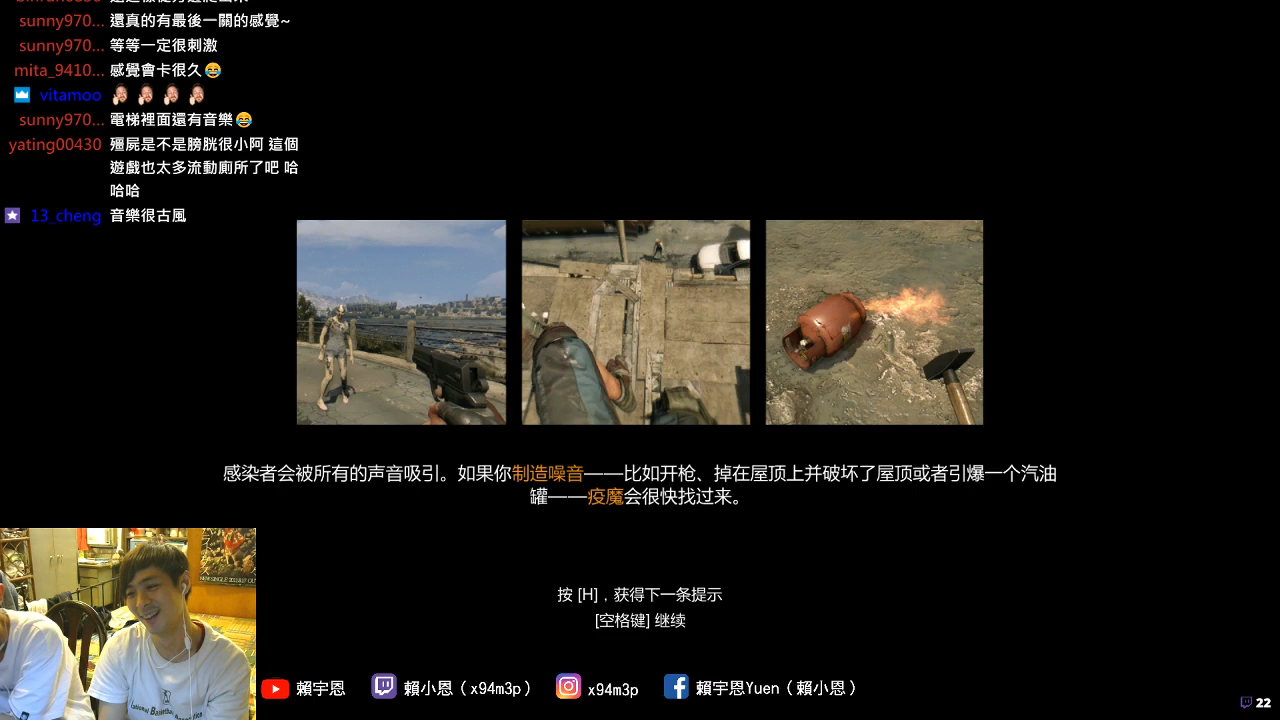 sunny970... 還真的有最後一關的感覺~
sunny970... 等等一定很刺激
mita_9410... 感覺會卡很久😂
vitamoo
sunny970... 電梯裡面還有音樂😂
yating00430 殭屍是不是膀胱很小阿 這個
遊戲也太多流動廁所了吧 哈
哈哈
13_cheng 音樂很古風
感染者会被所有的声音吸引。如果你制造噪音——比如开枪、掉在屋顶上并破坏了屋顶或者引爆一个汽油
罐——疫魔会很快找过来。
按 [H]，获得下一条提示
[空格键] 继续
賴宇恩 賴小恩（x94m3p） x94m3p 賴宇恩Yuen（賴小恩）
22